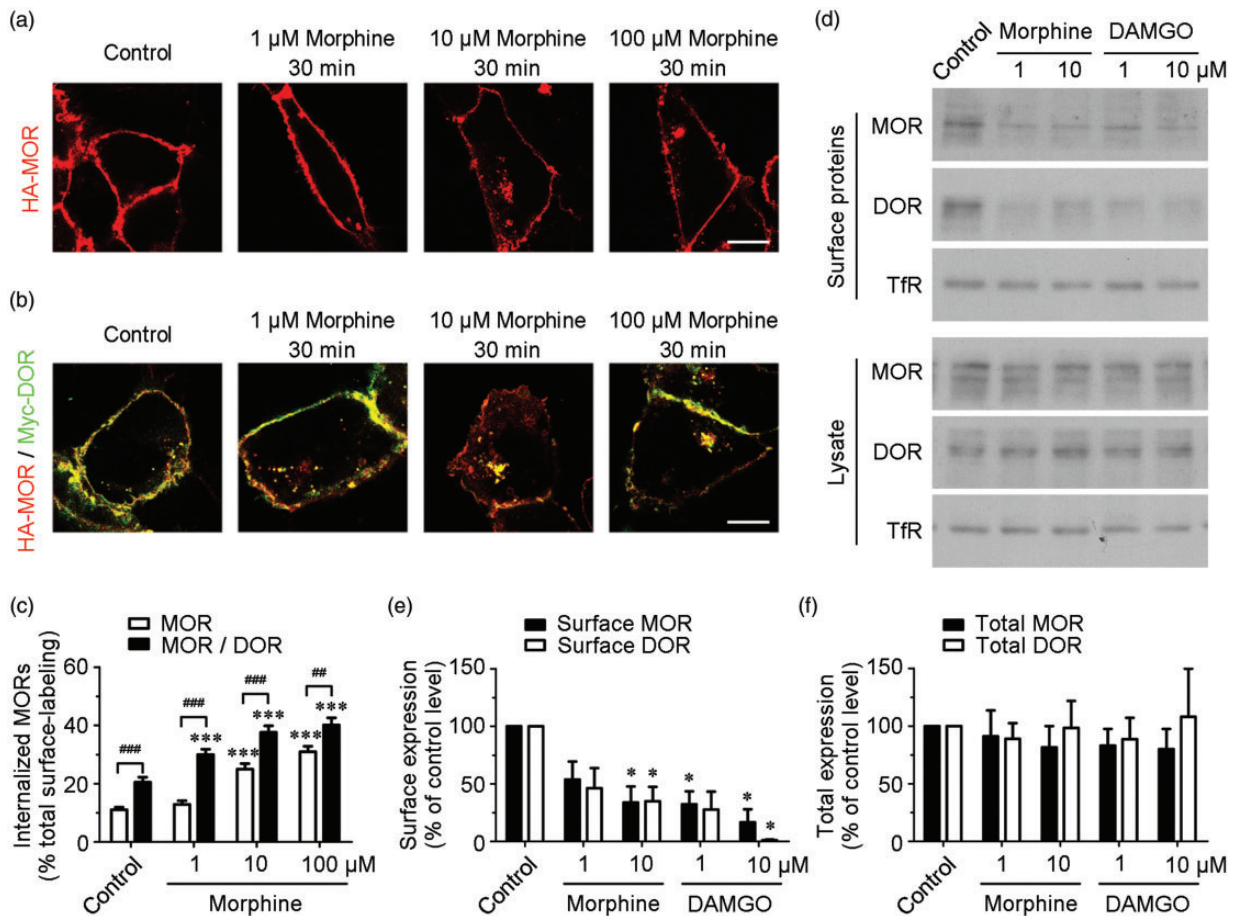 (a)
Control
1 µM Morphine
30 min
10 µM Morphine
30 min
100 µM Morphine
30 min
HA-MOR
(b)
Control
1 µM Morphine
30 min
10 µM Morphine
30 min
100 µM Morphine
30 min
HA-MOR / Myc-DOR
(c)
MOR
MOR / DOR
Internalized MORs
(% total surface-labeling)
60
40
20
0
###
###
***
###
***
***
##
***
***
Control
1
10
100 µM
Morphine
(d)
Control
Morphine
DAMGO
1
10
1
10 µM
Surface proteins
MOR
DOR
TfR
Lysate
MOR
DOR
TfR
(e)
Surface MOR
Surface DOR
Surface expression
(% of control level)
150
100
50
0
*
*
*
*
*
Control
1
10
1
10 µM
Morphine
DAMGO
(f)
Total MOR
Total DOR
Total expression
(% of control level)
150
100
50
0
Control
1
10
1
10 µM
Morphine
DAMGO